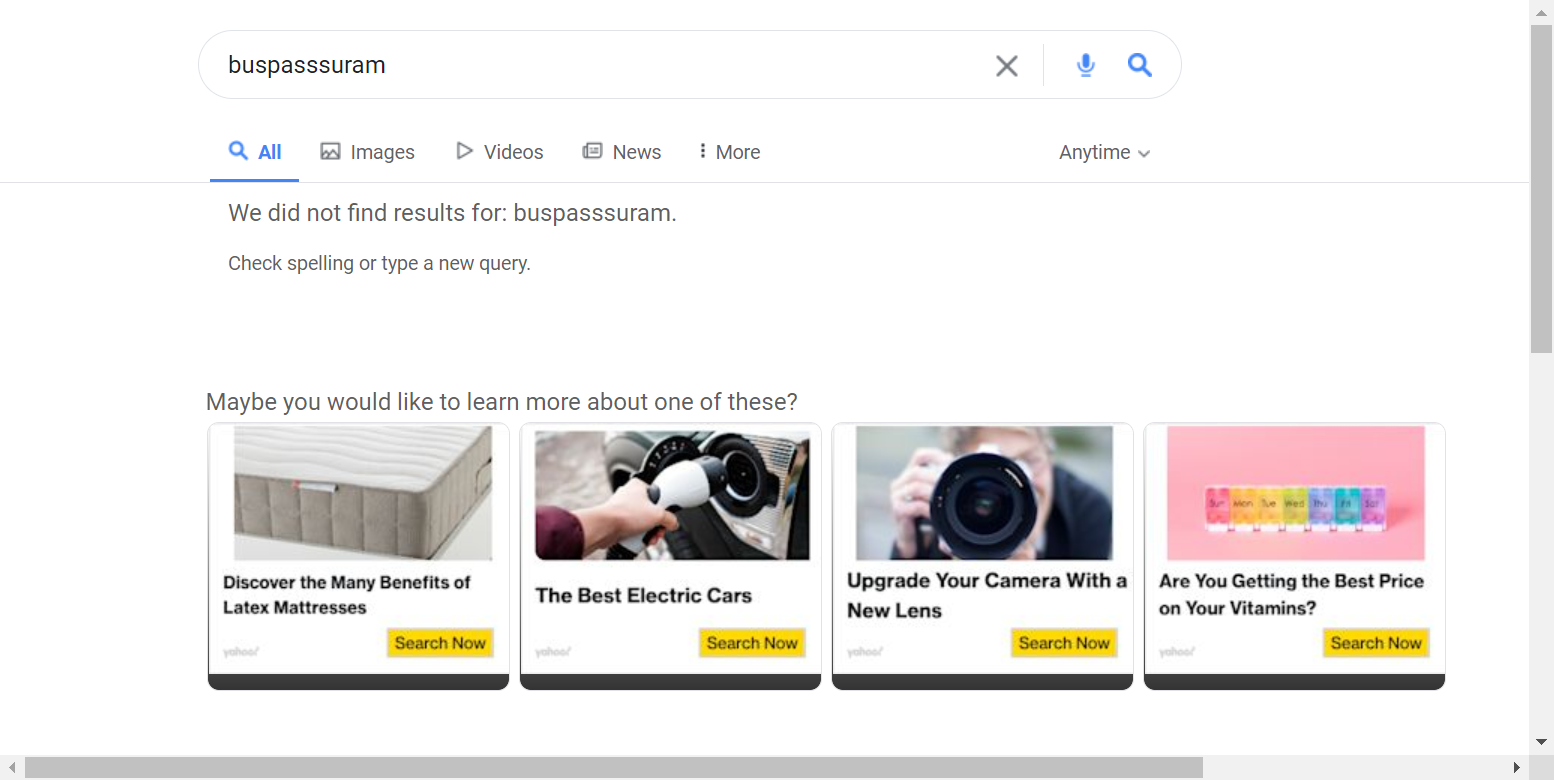 buspasssuram
All Images Videos News More Anytime
We did not find results for: buspasssuram.
Check spelling or type a new query.
Maybe you would like to learn more about one of these?
Sun Mon Tue Wed Thu Fri Sat
Discover the Many Benefits of
Latex Mattresses
Search Now
yahoo!
The Best Electric Cars
Search Now
yahoo!
Upgrade Your Camera With a
New Lens
Search Now
yahoo!
Are You Getting the Best Price
on Your Vitamins?
Search Now
yahoo!